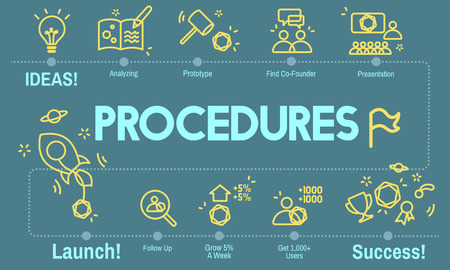 IDEAS!
Analyzing
Prototype
Find Co-Founder
Presentation
PROCEDURES
+5%
+5%
+1000
+1000
Launch!
Follow Up
Grow 5%
A Week
Get 1,000+
Users
Success!